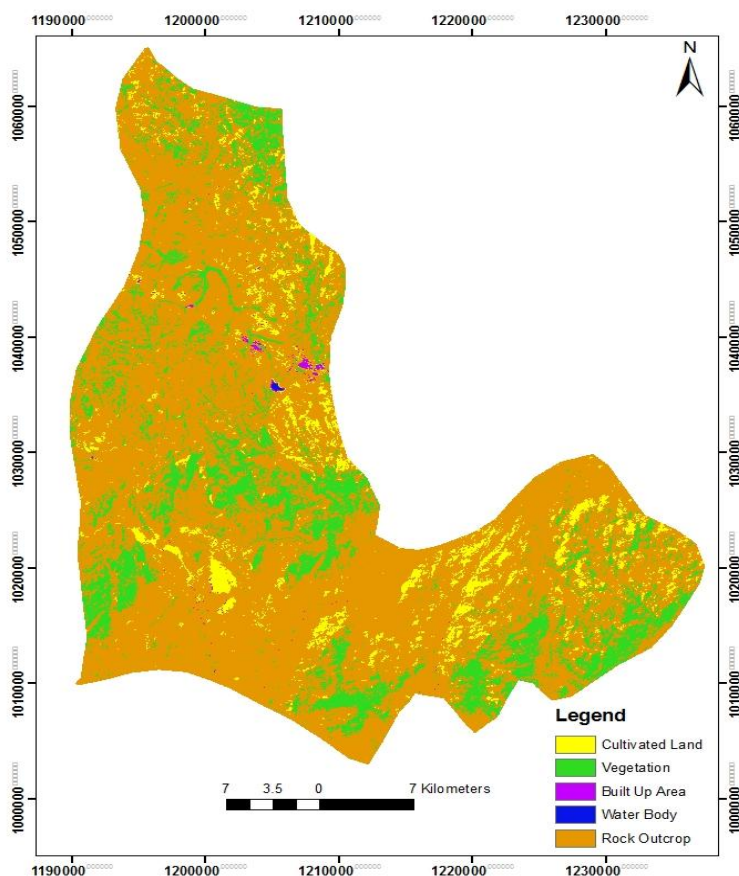 1190000 1200000 1210000 1220000 1230000
N
1060000 1060000
1050000 1050000
1040000 1040000
1030000 1030000
1020000 1020000
1010000 1010000
1000000 1000000
Legend
Cultivated Land
Vegetation
Built Up Area
Water Body
Rock Outcrop
7 3.5 0 7 Kilometers
1190000 1200000 1210000 1220000 1230000